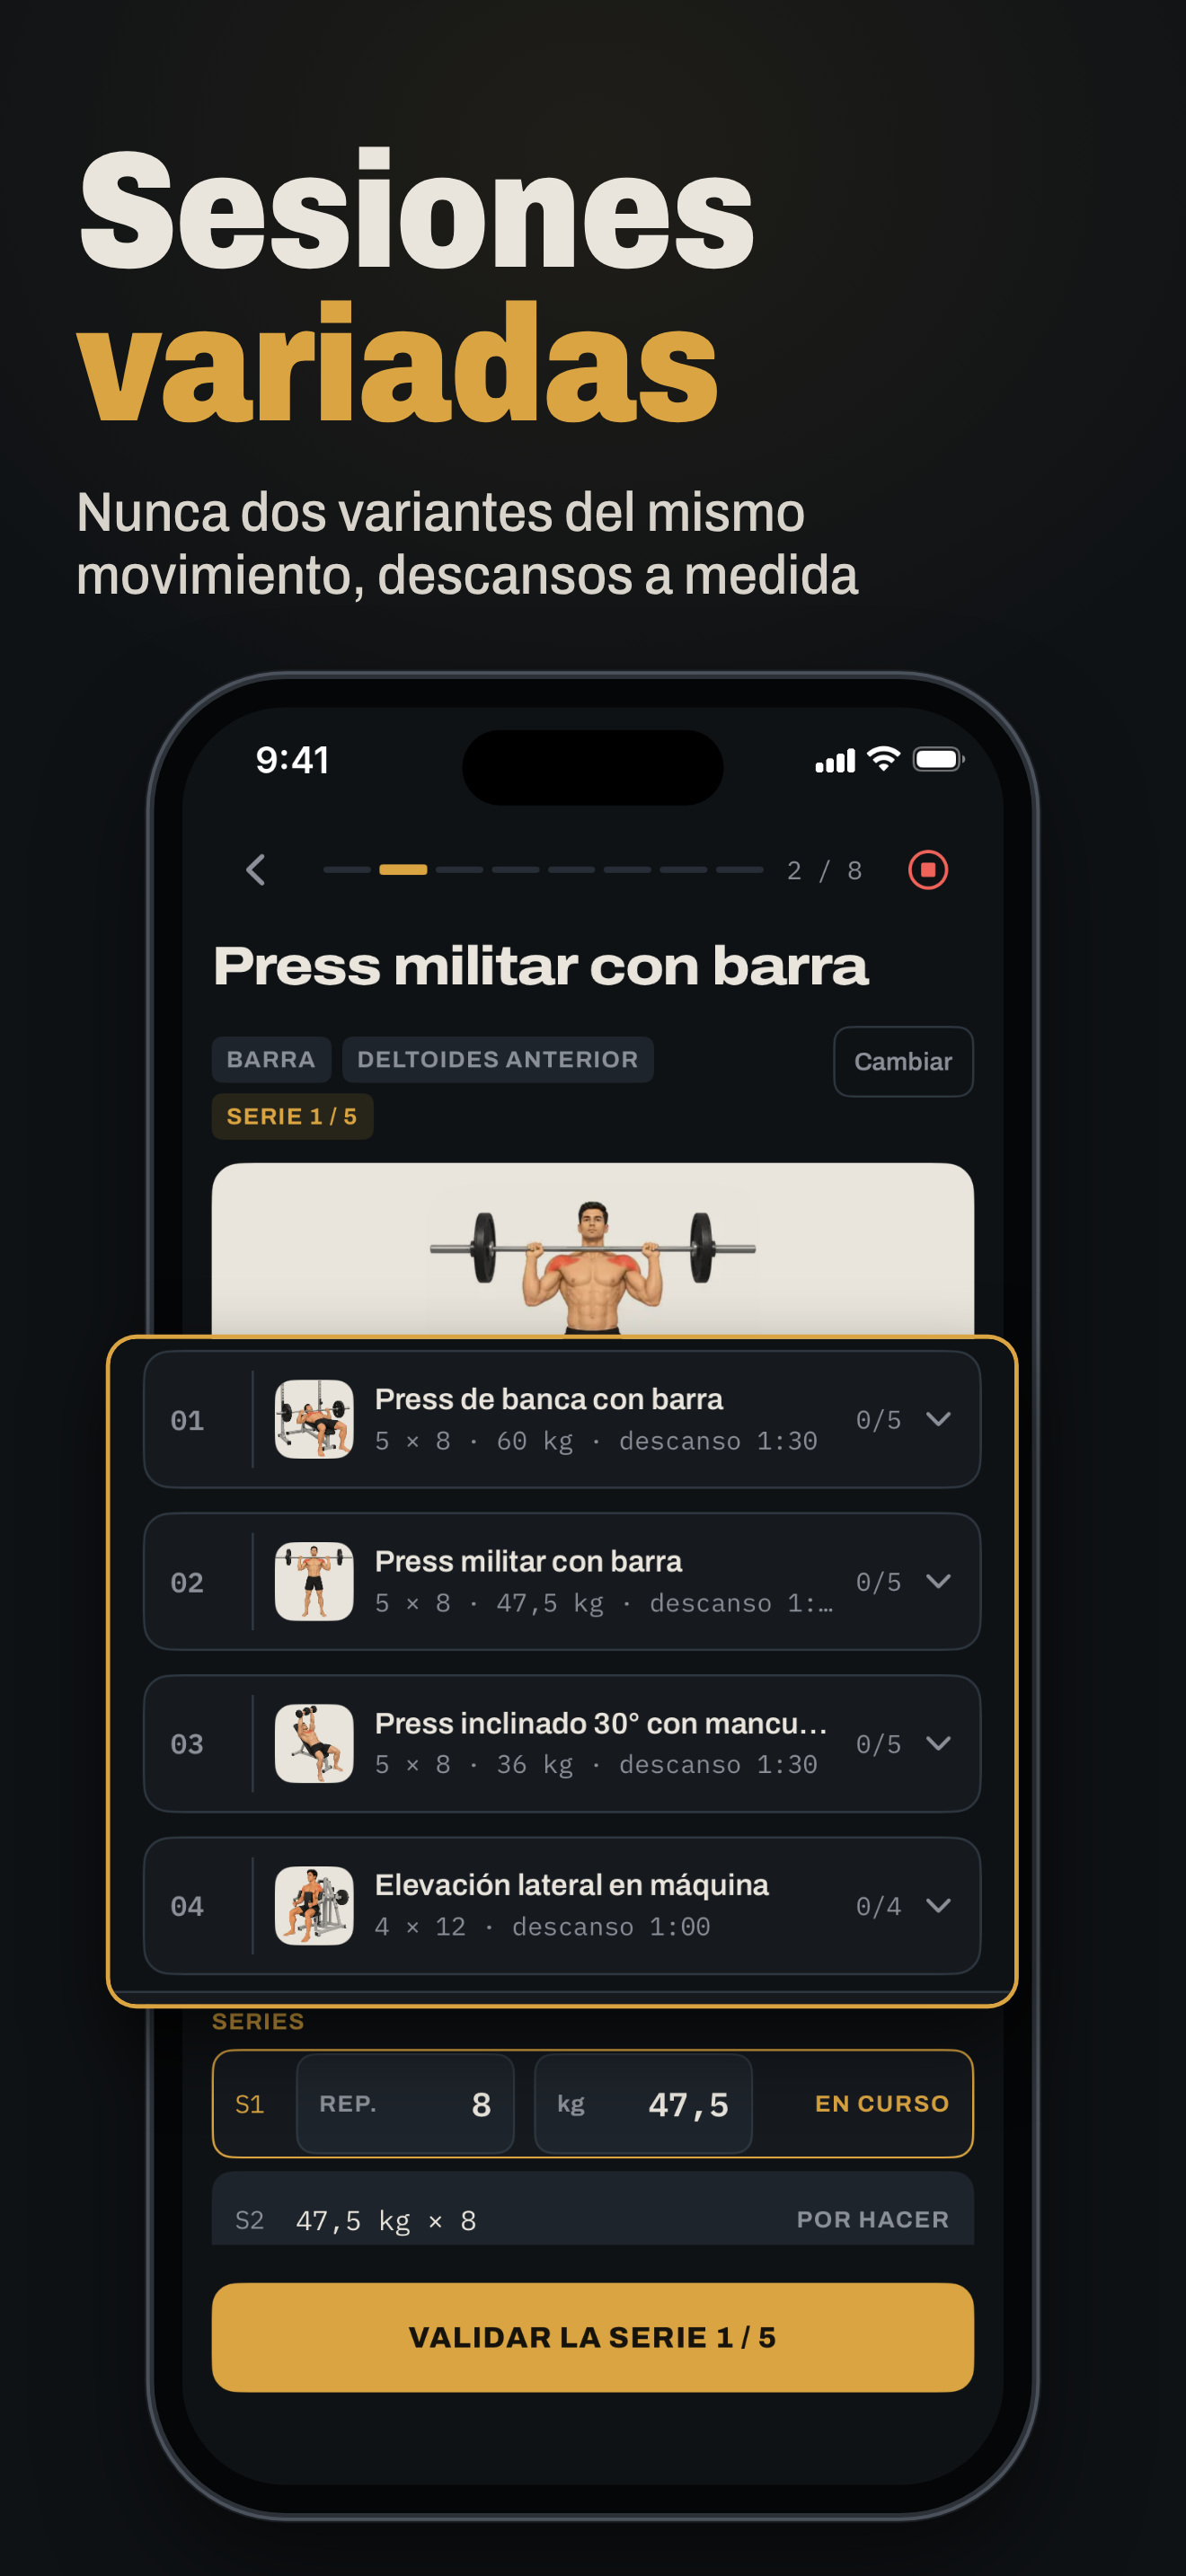 Sesiones
variadas
Nunca dos variantes del mismo
movimiento, descansos a medida
9:41
2 / 8
Press militar con barra
BARRA
DELTOIDES ANTERIOR
Cambiar
SERIE 1 / 5
01
Press de banca con barra
5 × 8 · 60 kg · descanso 1:30
0/5
02
Press militar con barra
5 × 8 · 47,5 kg · descanso 1:…
0/5
03
Press inclinado 30° con mancu…
5 × 8 · 36 kg · descanso 1:30
0/5
04
Elevación lateral en máquina
4 × 12 · descanso 1:00
0/4
SERIES
S1
REP.
8
kg
47,5
EN CURSO
S2
47,5 kg × 8
POR HACER
VALIDAR LA SERIE 1 / 5